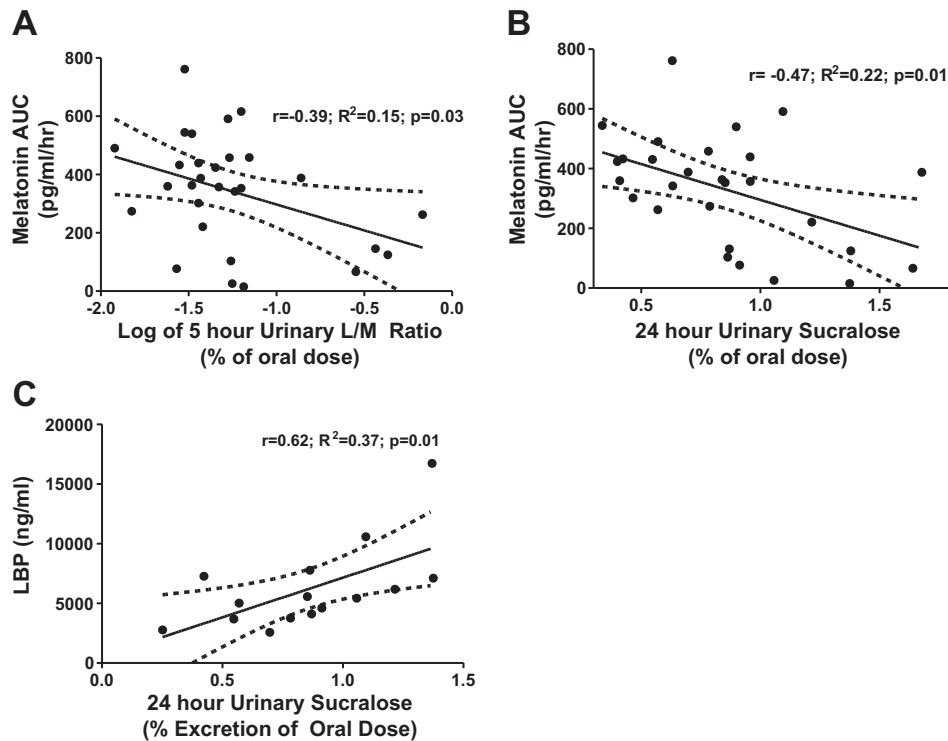 A
800
600
400
200
0
Melatonin AUC
(pg/ml/hr)
r=-0.39; R²=0.15; p=0.03
-2.0 -1.5 -1.0 -0.5 0.0
Log of 5 hour Urinary L/M Ratio
(% of oral dose)
B
800
600
400
200
0
Melatonin AUC
(pg/ml/hr)
r= -0.47; R²=0.22; p=0.01
0.5 1.0 1.5
24 hour Urinary Sucralose
(% of oral dose)
C
20000
15000
10000
5000
0
LBP (ng/ml)
r=0.62; R²=0.37; p=0.01
0.0 0.5 1.0 1.5
24 hour Urinary Sucralose
(% Excretion of Oral Dose)